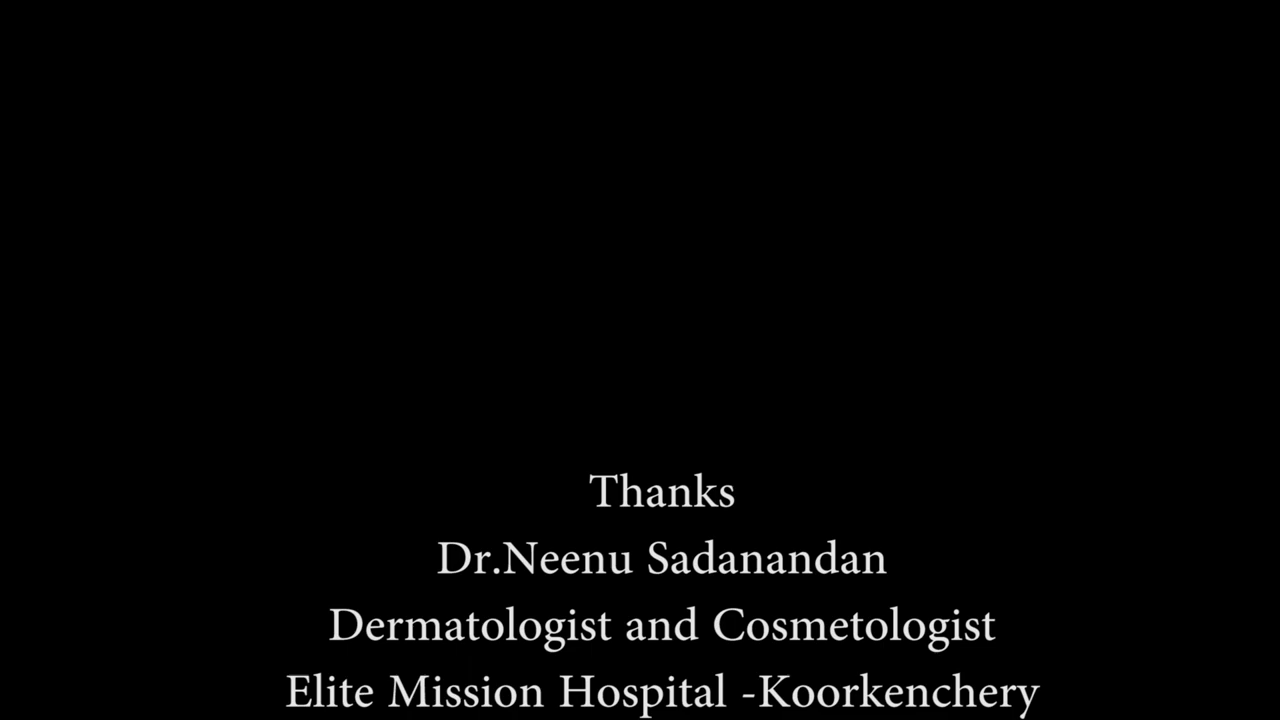 Thanks
Dr.Neenu Sadanandan
Dermatologist and Cosmetologist
Elite Mission Hospital -Koorkenchery